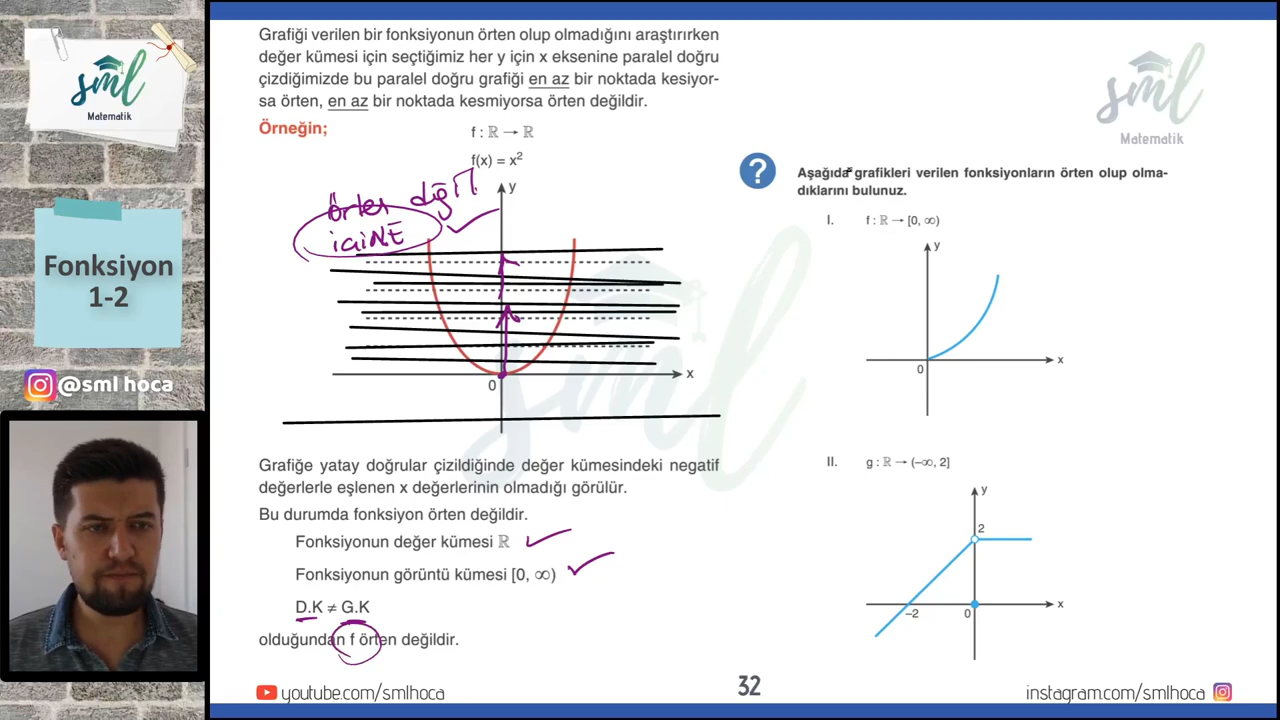 sml
Matematik
Fonksiyon
1-2
@sml hoca
Grafiği verilen bir fonksiyonun örten olup olmadığını araştırırken
değer kümesi için seçtiğimiz her y için x eksenine paralel doğru
çizdiğimizde bu paralel doğru grafiği en az bir noktada kesiyor-
sa örten, en az bir noktada kesmiyorsa örten değildir.
Örneğin;
f : ℝ → ℝ
f(x) = x²
örten değil
içiNE
y
x
0
Grafiğe yatay doğrular çizildiğinde değer kümesindeki negatif
değerlerle eşlenen x değerlerinin olmadığı görülür.
Bu durumda fonksiyon örten değildir.
Fonksiyonun değer kümesi ℝ
Fonksiyonun görüntü kümesi [0, ∞)
D.K ≠ G.K
olduğundan f örten değildir.
sml
Matematik
?
Aşağıda grafikleri verilen fonksiyonların örten olup olma-
dıklarını bulunuz.
I. f : ℝ → [0, ∞)
y
x
0
II. g : ℝ → (-∞, 2]
y
2
x
-2
0
youtube.com/smlhoca
32
instagram.com/smlhoca